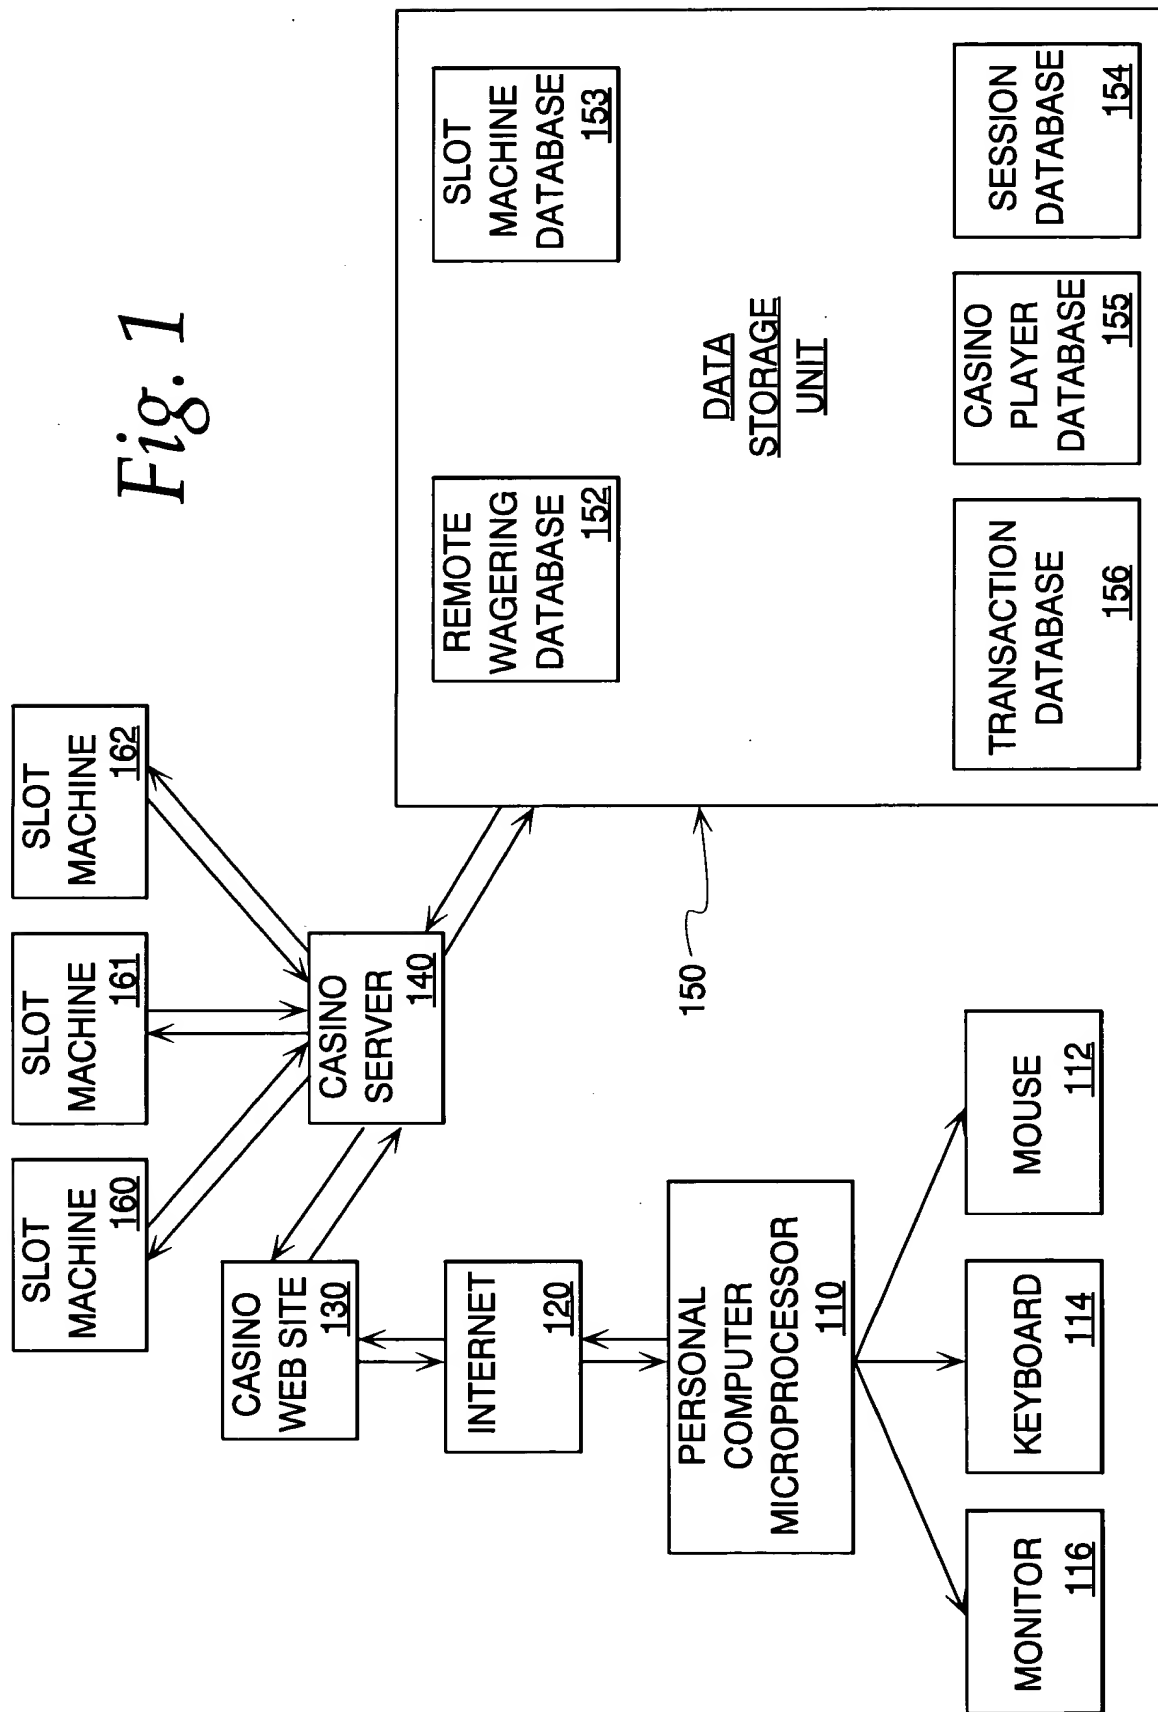 Fig. 1
SLOT
MACHINE
160
SLOT
MACHINE
161
SLOT
MACHINE
162
CASINO
WEB SITE
130
CASINO
SERVER
140
INTERNET
120
PERSONAL
COMPUTER
MICROPROCESSOR
110
MONITOR
116
KEYBOARD
114
MOUSE
112
150
REMOTE
WAGERING
DATABASE
152
SLOT
MACHINE
DATABASE
153
DATA
STORAGE
UNIT
TRANSACTION
DATABASE
156
CASINO
PLAYER
DATABASE
155
SESSION
DATABASE
154